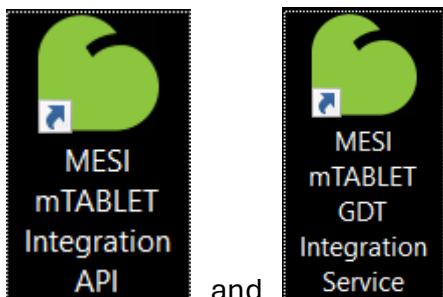 MESI
mTABLET
Integration
API
and
MESI
mTABLET
GDT
Integration
Service